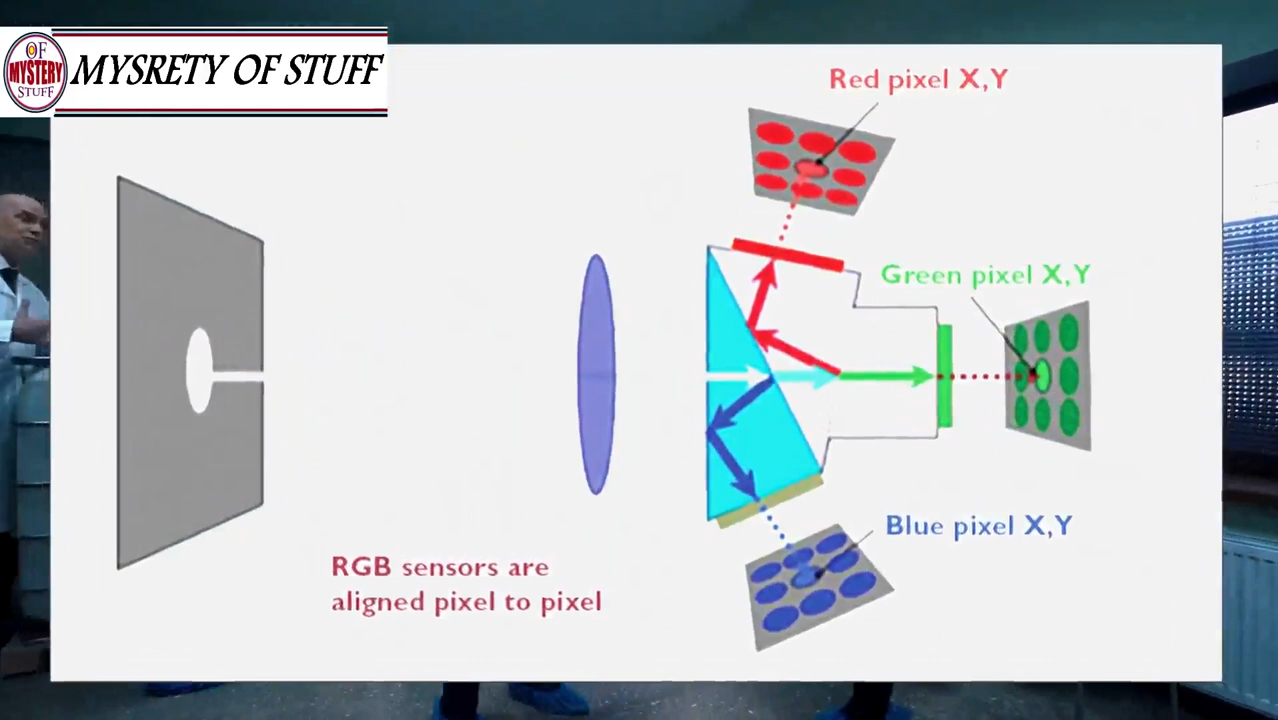 OF
MYSTERY
STUFF
MYSRETY OF STUFF
Red pixel X,Y
Green pixel X,Y
Blue pixel X,Y
RGB sensors are
aligned pixel to pixel